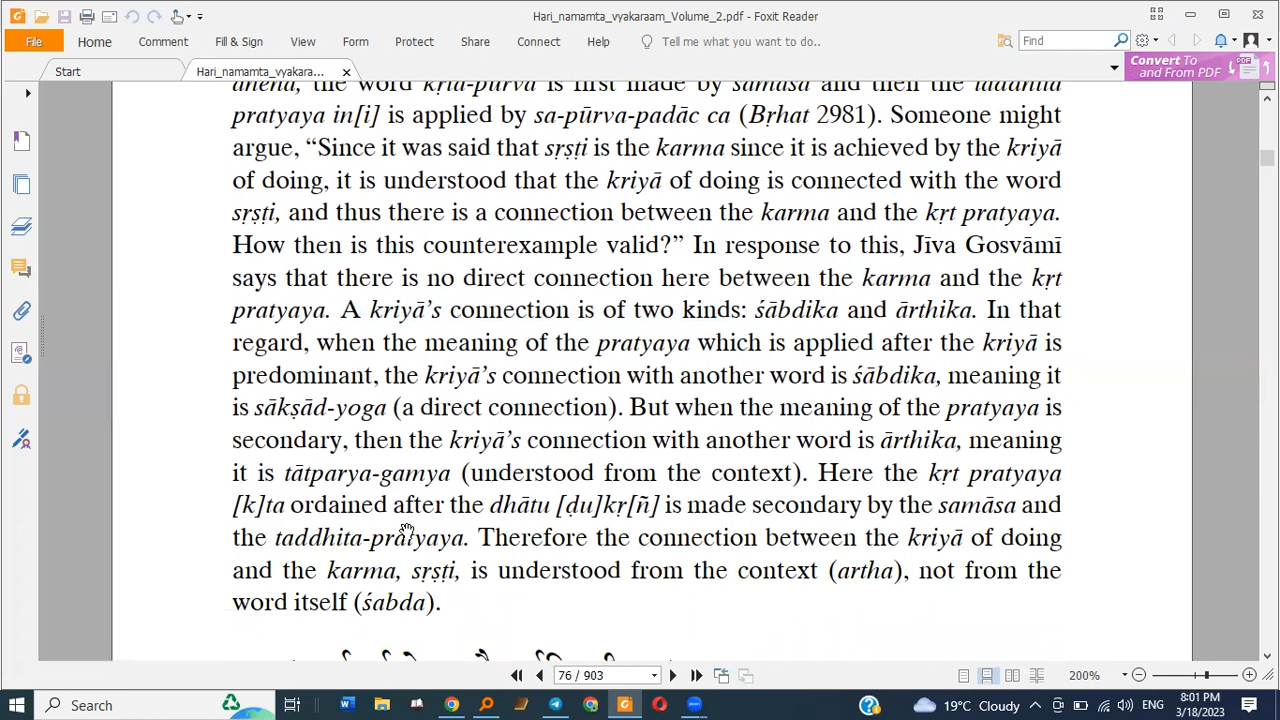 Hari_namamta_vyakaraam_Volume_2.pdf - Foxit Reader
File Home Comment Fill & Sign View Form Protect Share Connect Help Tell me what you want to do.. Find
Start Hari_namamta_vyakara... Convert To
and From PDF
anena, the word kṛta-pūrva is first made by samāsa and then the taddhita
pratyaya in[i] is applied by sa-pūrva-padāc ca (Bṛhat 2981). Someone might
argue, “Since it was said that sṛṣṭi is the karma since it is achieved by the kriyā
of doing, it is understood that the kriyā of doing is connected with the word
sṛṣṭi, and thus there is a connection between the karma and the kṛt pratyaya.
How then is this counterexample valid?” In response to this, Jīva Gosvāmī
says that there is no direct connection here between the karma and the kṛt
pratyaya. A kriyā’s connection is of two kinds: śābdika and ārthika. In that
regard, when the meaning of the pratyaya which is applied after the kriyā is
predominant, the kriyā’s connection with another word is śābdika, meaning it
is sākṣād-yoga (a direct connection). But when the meaning of the pratyaya is
secondary, then the kriyā’s connection with another word is ārthika, meaning
it is tātparya-gamya (understood from the context). Here the kṛt pratyaya
[k]ta ordained after the dhātu [ḍu]kṛ[ñ] is made secondary by the samāsa and
the taddhita-pratyaya. Therefore the connection between the kriyā of doing
and the karma, sṛṣṭi, is understood from the context (artha), not from the
word itself (śabda).
76 / 903 200%
Search 19°C Cloudy ENG 8:01 PM
3/18/2023